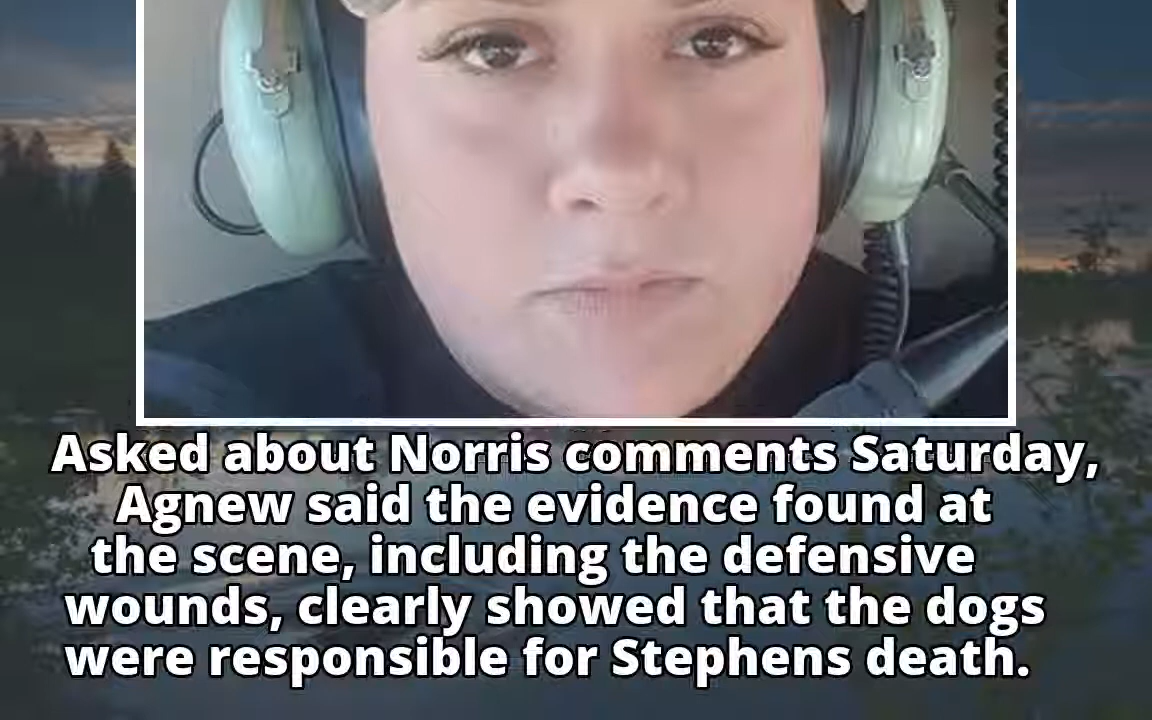 Asked about Norris comments Saturday,
Agnew said the evidence found at
the scene, including the defensive
wounds, clearly showed that the dogs
were responsible for Stephens death.